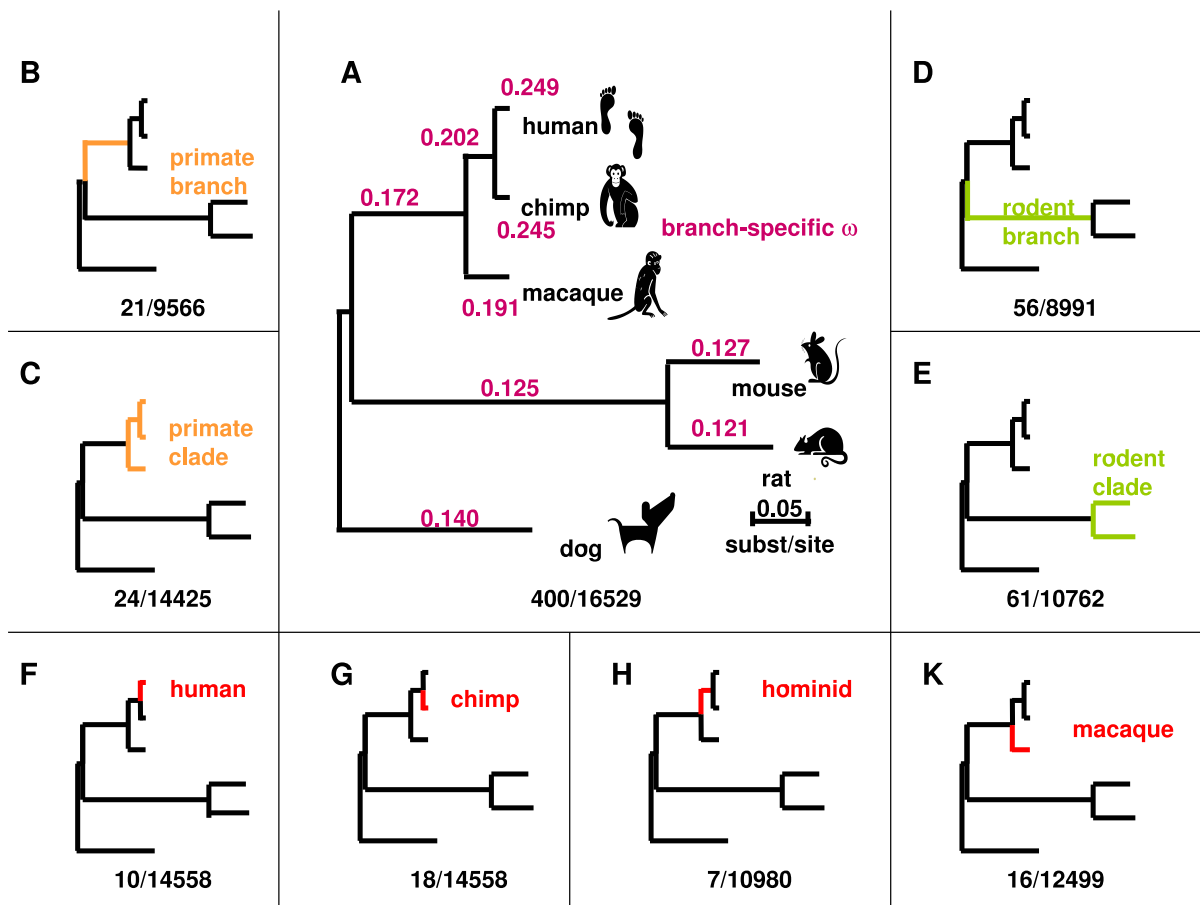 B
primate
branch
21/9566
A
0.249
human
0.202
chimp
0.172
0.245
branch-specific ω
macaque
0.191
0.127
mouse
0.125
0.121
rat
0.140
dog
0.05
subst/site
400/16529
D
rodent
branch
56/8991
C
primate
clade
24/14425
E
rodent
clade
61/10762
F
human
10/14558
G
chimp
18/14558
H
hominid
7/10980
K
macaque
16/12499